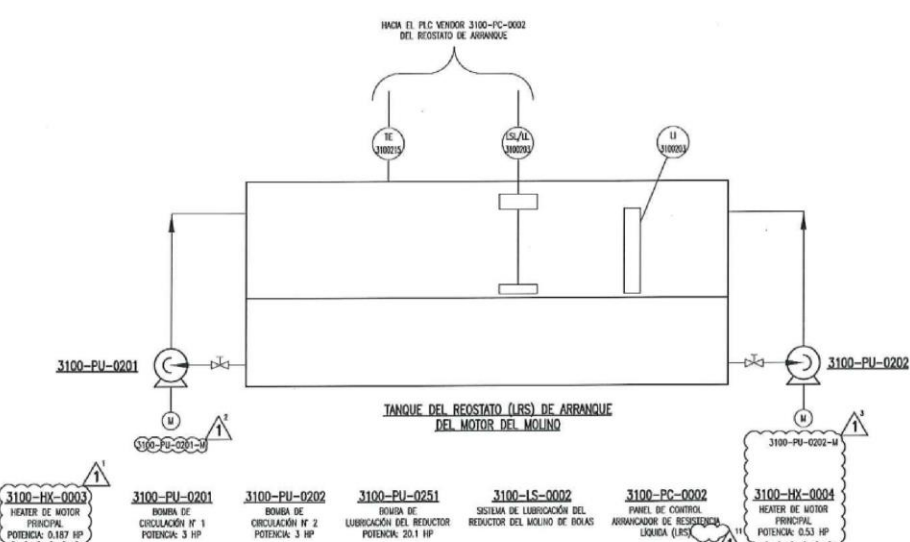 HACIA EL PLC VENDOR 3100-PC-0002
DEL REOSTATO DE ARRANQUE
TE
3100215
LSL/LL
3100203
LI
3100203
3100-PU-0201
3100-PU-0202
M
M
3100-PU-0201-M
1
2
TANQUE DEL REOSTATO (LRS) DE ARRANQUE
DEL MOTOR DEL MOLINO
3100-PU-0202-M
1
3
1
1
3100-HX-0003
HEATER DE MOTOR
PRINCIPAL
POTENCIA: 0.187 HP
3100-PU-0201
BOMBA DE
CIRCULACIÓN N° 1
POTENCIA: 3 HP
3100-PU-0202
BOMBA DE
CIRCULACIÓN N° 2
POTENCIA: 3 HP
3100-PU-0251
BOMBA DE
LUBRICACIÓN DEL REDUCTOR
POTENCIA: 20.1 HP
3100-LS-0002
SISTEMA DE LUBRICACIÓN DEL
REDUCTOR DEL MOLINO DE BOLAS
3100-PC-0002
PANEL DE CONTROL
ARRANCADOR DE RESISTENCIA
LÍQUIDA (LRS)
11
3100-HX-0004
HEATER DE MOTOR
PRINCIPAL
POTENCIA: 0.53 HP